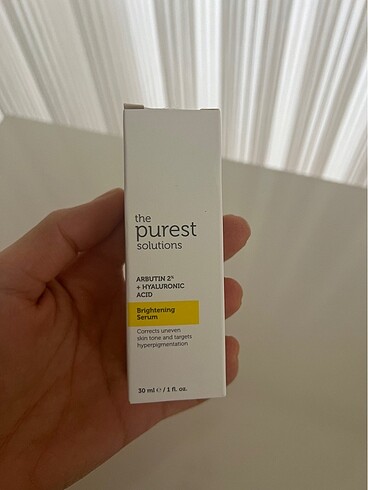 the
purest
solutions
ARBUTIN 2%
+ HYALURONIC
ACID
Brightening
Serum
Corrects uneven
skin tone and targets
hyperpigmentation
30 ml ℮ / 1 fl. oz.